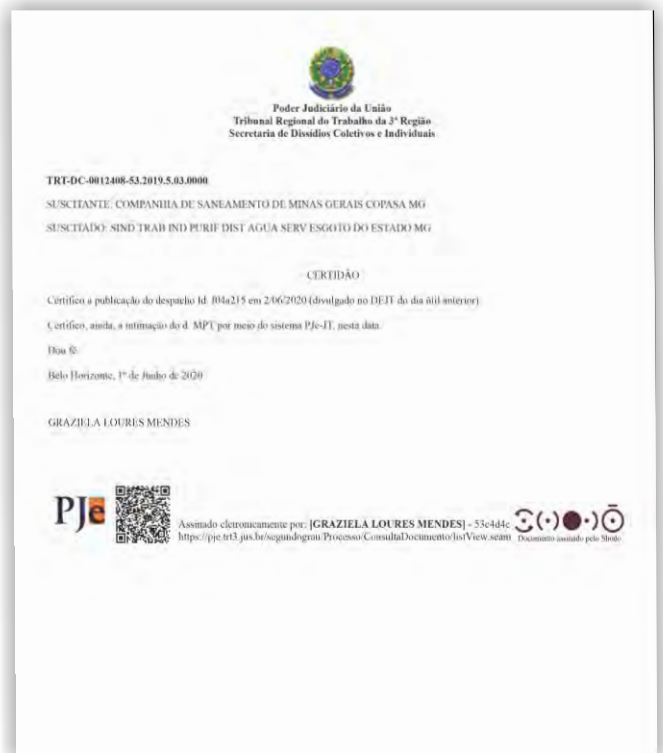 Poder Judiciário da União
Tribunal Regional do Trabalho da 3ª Região
Secretaria de Dissídios Coletivos e Individuais
TRT-DC-0012408-53.2019.5.03.0000
SUSCITANTE: COMPANHIA DE SANEAMENTO DE MINAS GERAIS COPASA MG
SUSCITADO: SIND TRAB IND PURIF DIST AGUA SERV ESGOTO DO ESTADO MG
CERTIDÃO
Certifico a publicação do despacho Id. f04a215 em 2/06/2020 (divulgado no DEJT do dia útil anterior).
Certifico, ainda, a intimação do d. MPT por meio do sistema PJe-JT, nesta data.
Dou fé.
Belo Horizonte, 1º de Junho de 2020
GRAZIELA LOURES MENDES
PJe
Assinado eletronicamente por: [GRAZIELA LOURES MENDES] - 53e4d4c
https://pje.trt3.jus.br/segundograu/Processo/ConsultaDocumento/listView.seam
Documento assinado pelo Shodo